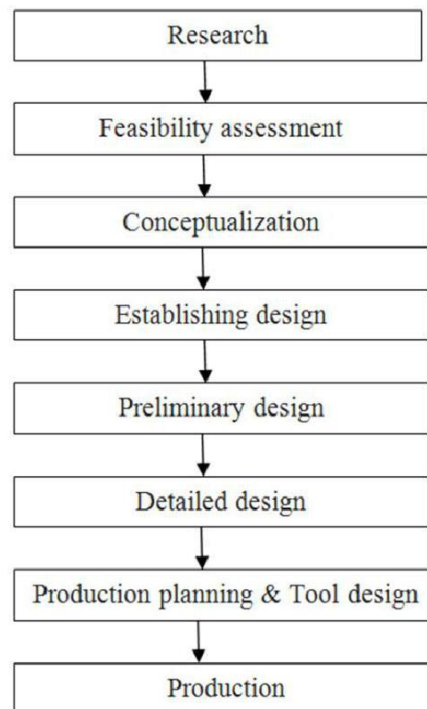 Research
Feasibility assessment
Conceptualization
Establishing design
Preliminary design
Detailed design
Production planning & Tool design
Production